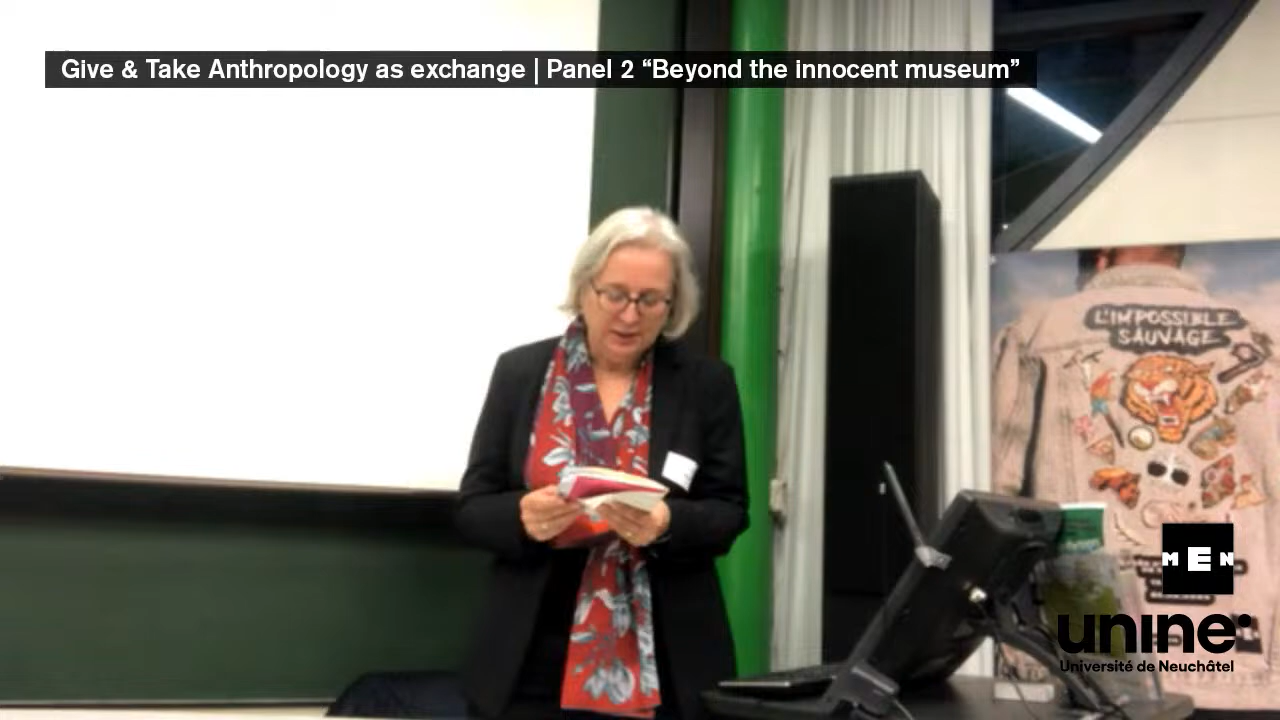 Give & Take Anthropology as exchange | Panel 2 “Beyond the innocent museum”
L'IMPOSSIBLE
SAUVAGE
MEN
unine:
Université de Neuchâtel